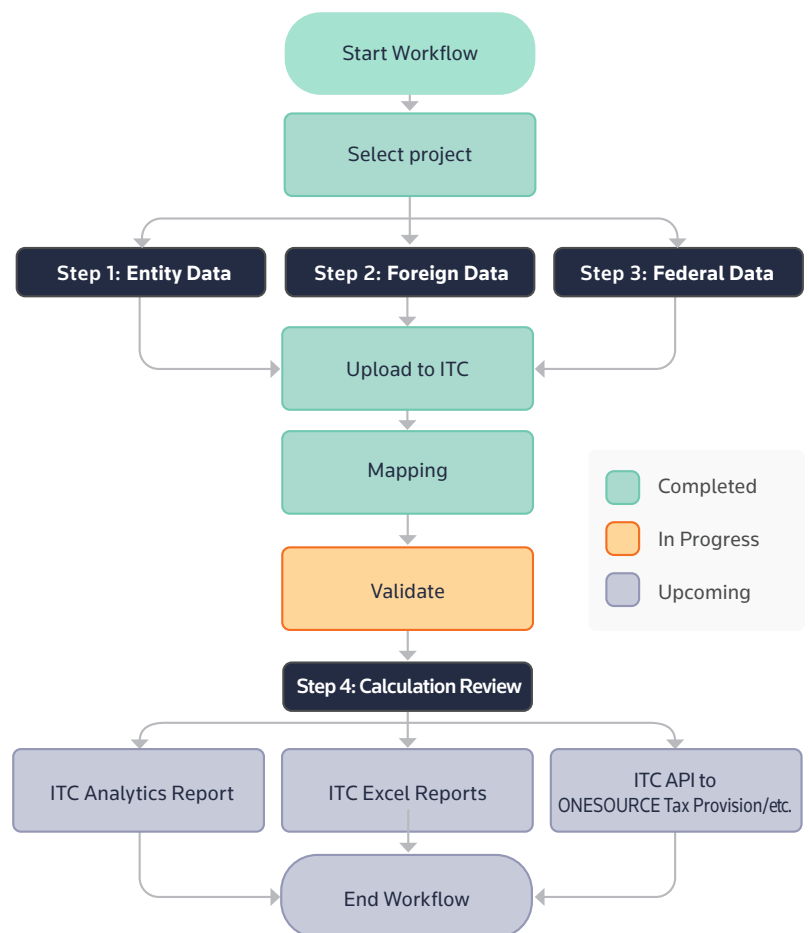 Start Workflow
Select project
Step 1: Entity Data
Step 2: Foreign Data
Step 3: Federal Data
Upload to ITC
Mapping
Completed
In Progress
Upcoming
Validate
Step 4: Calculation Review
ITC Analytics Report
ITC Excel Reports
ITC API to
ONESOURCE Tax Provision/etc.
End Workflow